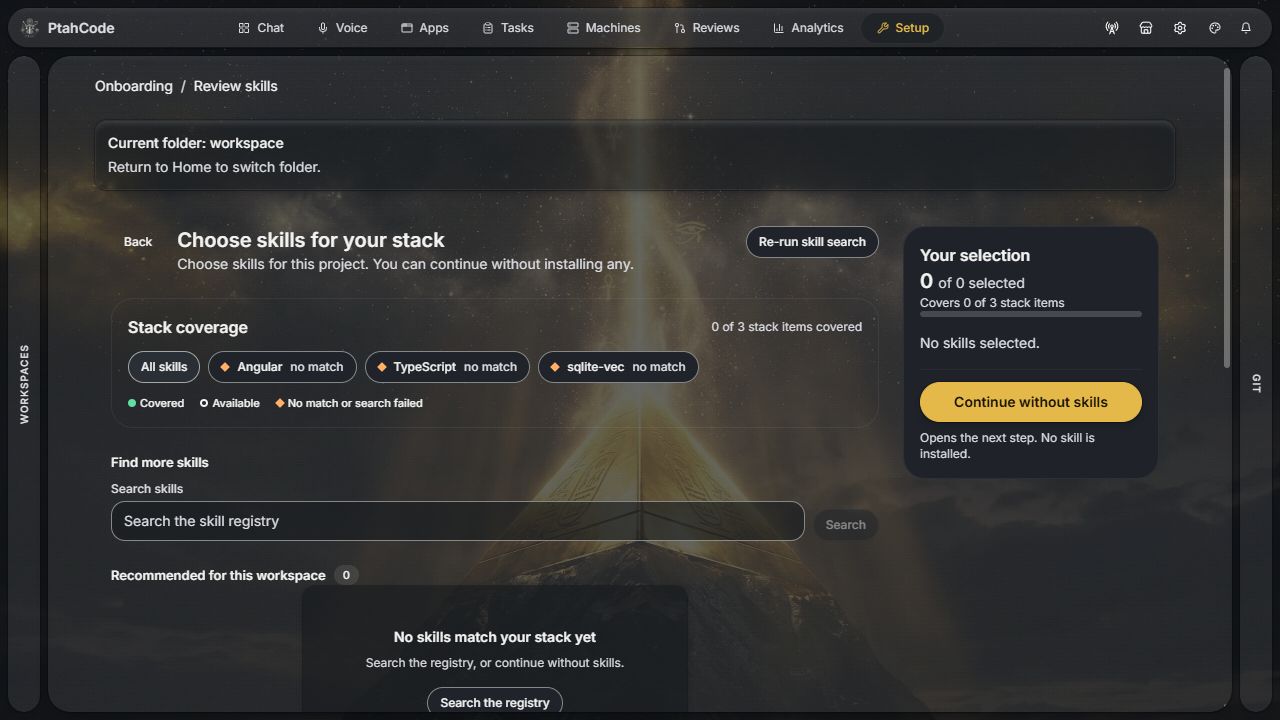 PtahCode
Chat
Voice
Apps
Tasks
Machines
Reviews
Analytics
Setup
WORKSPACES
Onboarding / Review skills
Current folder: workspace
Return to Home to switch folder.
Back
Choose skills for your stack
Choose skills for this project. You can continue without installing any.
Re-run skill search
Stack coverage
0 of 3 stack items covered
All skills
Angular no match
TypeScript no match
sqlite-vec no match
Covered
Available
No match or search failed
Find more skills
Search skills
Search the skill registry
Search
Recommended for this workspace 0
No skills match your stack yet
Search the registry, or continue without skills.
Search the registry
Your selection
0 of 0 selected
Covers 0 of 3 stack items
No skills selected.
Continue without skills
Opens the next step. No skill is
installed.
GIT